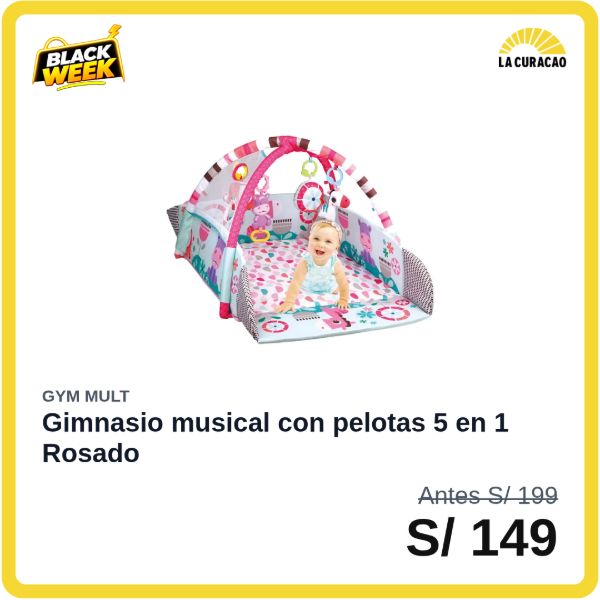 BLACK
WEEK
LA CURACAO
GYM MULT
Gimnasio musical con pelotas 5 en 1
Rosado
Antes S/ 199
S/ 149